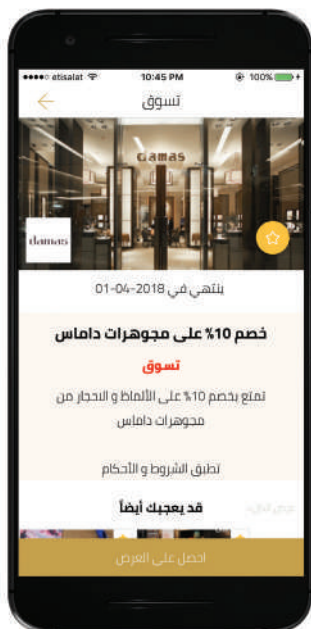 etisalat 10:45 PM 100%
تسوق
damas
damas
ينتهي في 2018-04-01
خصم 10% على مجوهرات داماس
تسوق
تمتع بخصم 10% على الألماظ و الاحجار من
مجوهرات داماس
تطبق الشروط و الأحكام
قد يعجبك أيضاً
احصل على العرض